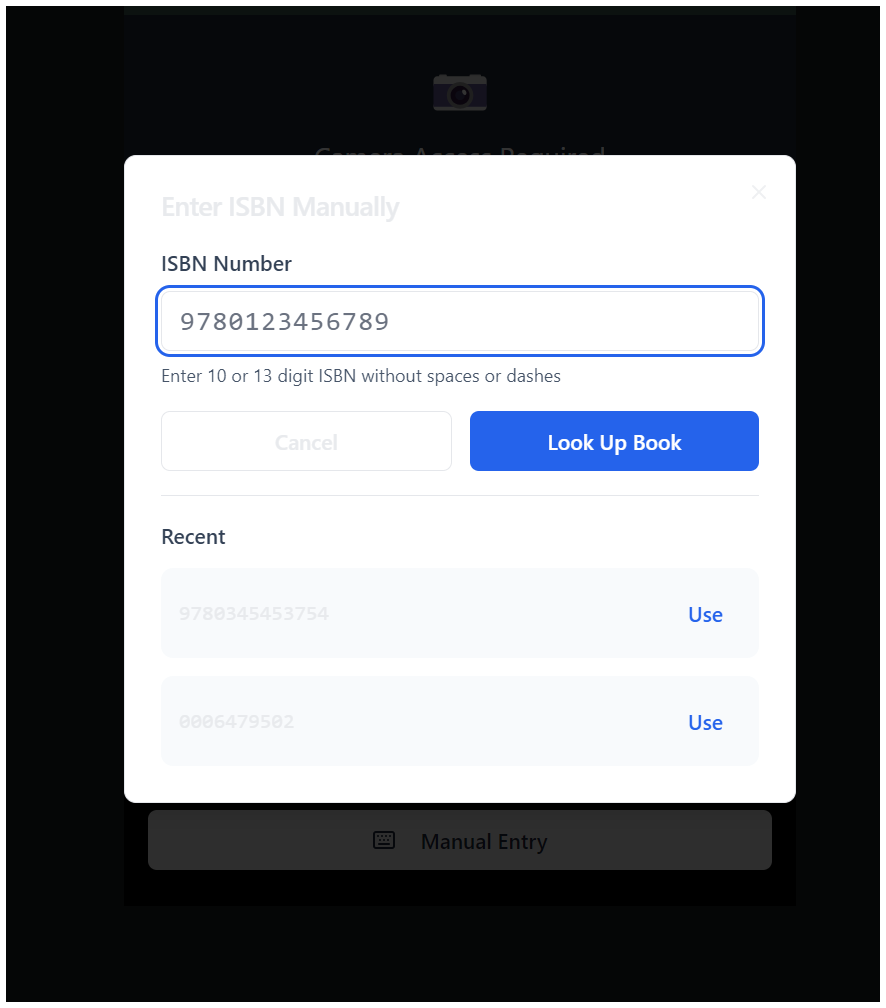 Camera Access Required
Enter ISBN Manually
×
ISBN Number
9780123456789
Enter 10 or 13 digit ISBN without spaces or dashes
Cancel
Look Up Book
Recent
9780345453754
Use
0006479502
Use
Manual Entry